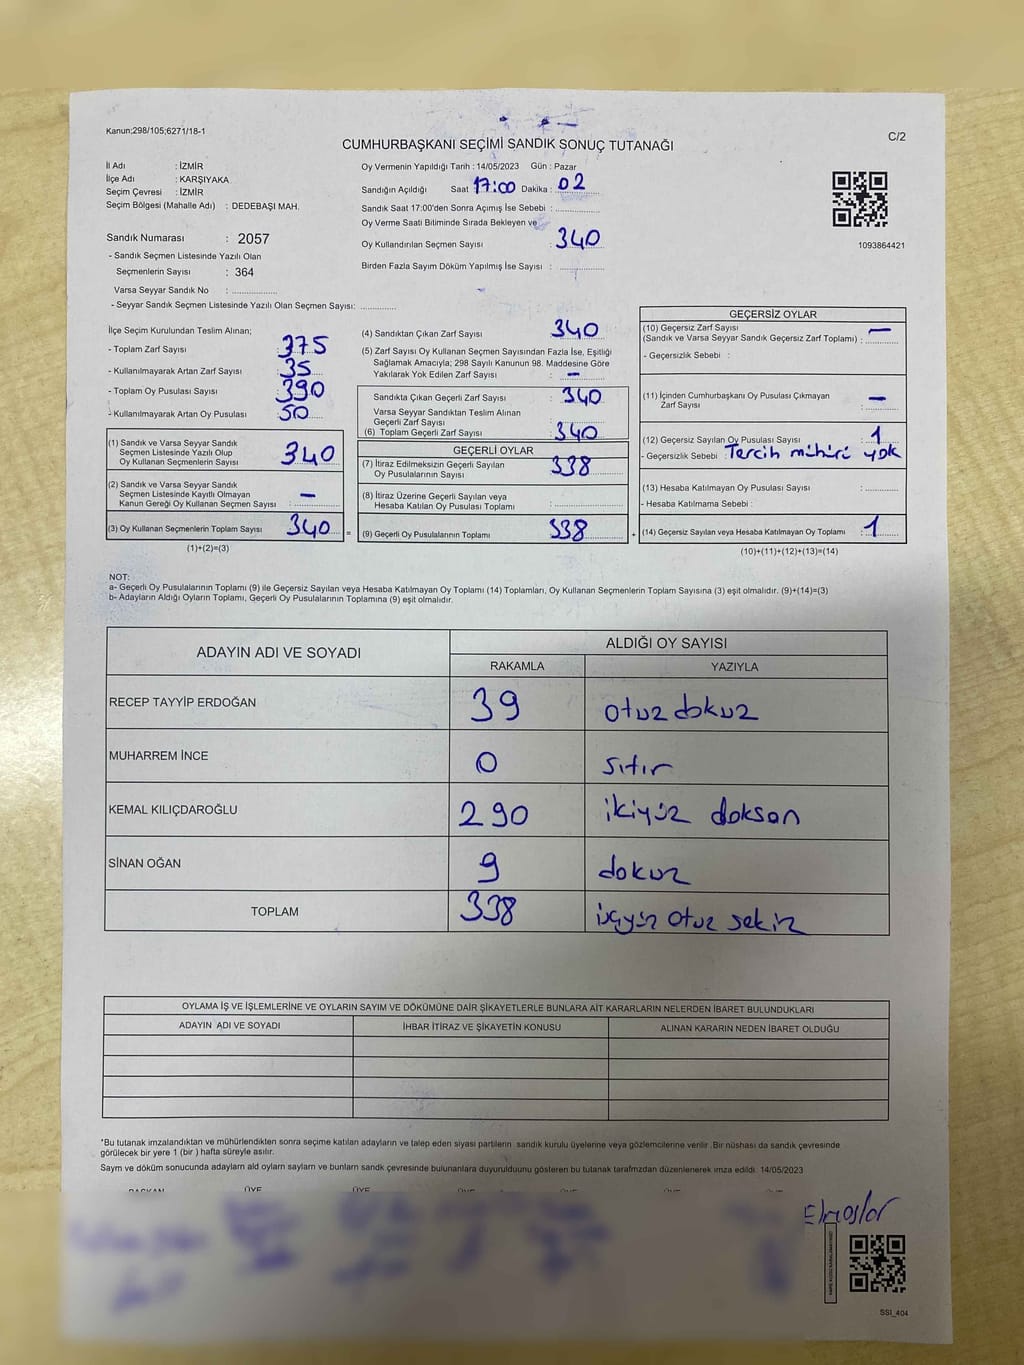 Kanun;298/105;6271/18-1
C/2
CUMHURBAŞKANI SEÇİMİ SANDIK SONUÇ TUTANAĞI
İl Adı : İZMİR
İlçe Adı : KARŞIYAKA
Seçim Çevresi : İZMİR
Seçim Bölgesi (Mahalle Adı) : DEDEBAŞI MAH.
Sandık Numarası : 2057
- Sandık Seçmen Listesinde Yazılı Olan
Seçmenlerin Sayısı : 364
Varsa Seyyar Sandık No : ................
- Seyyar Sandık Seçmen Listesinde Yazılı Olan Seçmen Sayısı: .............
Oy Vermenin Yapıldığı Tarih : 14/05/2023 Gün : Pazar
Sandığın Açıldığı Saat 17:00 Dakika : 02
Sandık Saat 17:00'den Sonra Açımış İse Sebebi : ................
Oy Verme Saati Bitiminde Sırada Bekleyen ve
Oy Kullandırılan Seçmen Sayısı : 340
Birden Fazla Sayım Döküm Yapılmış İse Sayısı : ................
1093864421
İlçe Seçim Kurulundan Teslim Alınan;
- Toplam Zarf Sayısı : 375
- Kullanılmayarak Artan Zarf Sayısı : 35
- Toplam Oy Pusulası Sayısı : 390
- Kullanılmayarak Artan Oy Pusulası : 50
(1) Sandık ve Varsa Seyyar Sandık
Seçmen Listesinde Yazılı Olup
Oy Kullanan Seçmenlerin Sayısı : 340
(2) Sandık ve Varsa Seyyar Sandık
Seçmen Listesinde Kayıtlı Olmayan
Kanun Gereği Oy Kullanan Seçmen Sayısı : -
(3) Oy Kullanan Seçmenlerin Toplam Sayısı : 340 =
(1)+(2)=(3)
(4) Sandıktan Çıkan Zarf Sayısı : 340
(5) Zarf Sayısı Oy Kullanan Seçmen Sayısından Fazla İse, Eşitliği
Sağlamak Amacıyla; 298 Sayılı Kanunun 98. Maddesine Göre
Yakılarak Yok Edilen Zarf Sayısı : -
Sandıkta Çıkan Geçerli Zarf Sayısı : 340
Varsa Seyyar Sandıktan Teslim Alınan
Geçerli Zarf Sayısı : ................
(6) Toplam Geçerli Zarf Sayısı : 340
GEÇERLİ OYLAR
(7) İtiraz Edilmeksizin Geçerli Sayılan
Oy Pusulalarının Sayısı : 338
(8) İtiraz Üzerine Geçerli Sayılan veya
Hesaba Katılan Oy Pusulası Toplamı : ................
(9) Geçerli Oy Pusulalarının Toplamı : 338 +
GEÇERSİZ OYLAR
(10) Geçersiz Zarf Sayısı
(Sandık ve Varsa Seyyar Sandık Geçersiz Zarf Toplamı) : -
- Geçersizlik Sebebi :
(11) İçinden Cumhurbaşkanı Oy Pusulası Çıkmayan
Zarf Sayısı : -
(12) Geçersiz Sayılan Oy Pusulası Sayısı : 1
- Geçersizlik Sebebi : Tercih mühürü yok
(13) Hesaba Katılmayan Oy Pusulası Sayısı : .............
- Hesaba Katılmama Sebebi :
(14) Geçersiz Sayılan veya Hesaba Katılmayan Oy Toplamı : 1
(10)+(11)+(12)+(13)=(14)
NOT:
a- Geçerli Oy Pusulalarının Toplamı (9) ile Geçersiz Sayılan veya Hesaba Katılmayan Oy Toplamı (14) Toplamları, Oy Kullanan Seçmenlerin Toplam Sayısına (3) eşit olmalıdır. (9)+(14)=(3)
b- Adayların Aldığı Oyların Toplamı, Geçerli Oy Pusulalarının Toplamına (9) eşit olmalıdır.
ADAYIN ADI VE SOYADI ALDIĞI OY SAYISI
RAKAMLA YAZIYLA
RECEP TAYYİP ERDOĞAN 39 otuz dokuz
MUHARREM İNCE 0 sıfır
KEMAL KILIÇDAROĞLU 290 ikiyüz doksan
SİNAN OĞAN 9 dokuz
TOPLAM 338 üçyüz otuz sekiz
OYLAMA İŞ VE İŞLEMLERİNE VE OYLARIN SAYIM VE DÖKÜMÜNE DAİR ŞİKAYETLERLE BUNLARA AİT KARARLARIN NELERDEN İBARET BULUNDUKLARI
ADAYIN ADI VE SOYADI İHBAR İTİRAZ VE ŞİKAYETİN KONUSU ALINAN KARARIN NEDEN İBARET OLDUĞU
*Bu tutanak imzalandıktan ve mühürlendikten sonra seçime katılan adayların ve talep eden siyasi partilerin sandık kurulu üyelerine veya gözlemcilerine verilir. Bir nüshası da sandık çevresinde
görülecek bir yere 1 (bir ) hafta süreyle asılır.
Sayım ve döküm sonucunda adayların ald oyların sayların ve bunların sandk çevresinde bulunanlara duyurulduunu gösteren bu tutanak tarafmzdan düzenlenerek imza edildi. 14/05/2023
BAŞKAN ÜYE ÜYE ÜYE ÜYE ÜYE ÜYE
SSI_404